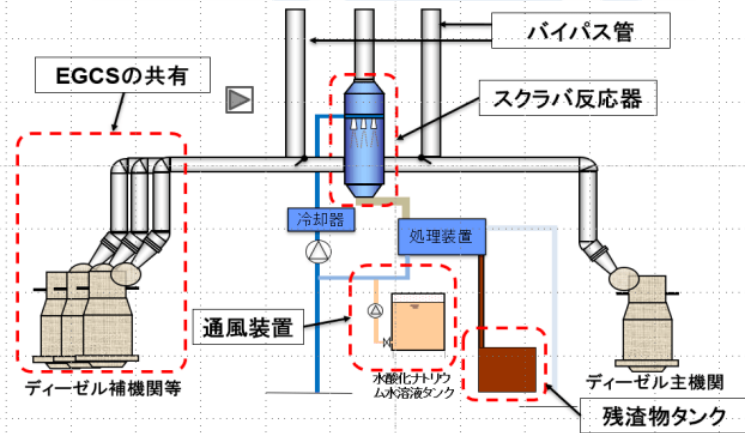 バイパス管
EGCSの共有
スクラバ反応器
冷却器
処理装置
通風装置
ディーゼル補機関等
水酸化ナトリウ
ム水溶液タンク
ディーゼル主機関
残渣物タンク